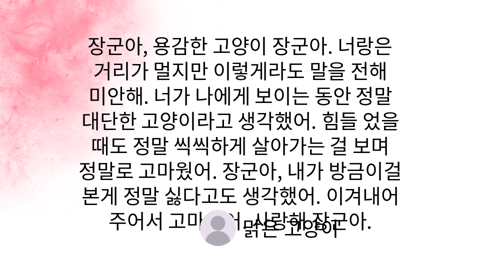 장군아, 용감한 고양이 장군아. 너랑은
거리가 멀지만 이렇게라도 말을 전해
미안해. 너가 나에게 보이는 동안 정말
대단한 고양이라고 생각했어. 힘들 었을
때도 정말 씩씩하게 살아가는 걸 보며
정말로 고마웠어. 장군아, 내가 방금이걸
본게 정말 싫다고도 생각했어. 이겨내어
주어서 사랑해 장군아.
맑은 고양이